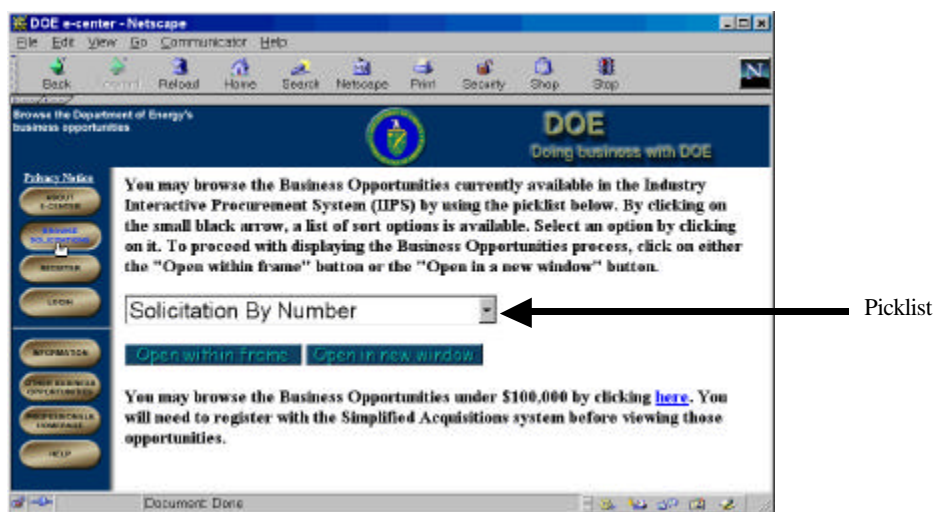 DOE e-center - Netscape
File Edit View Go Communicator Help
Back Forward Reload Home Search Netscape Print Security Shop Stop
N
Browse the Department of Energy's
business opportunities
DOE
Doing business with DOE
Privacy Notice
ABOUT
E-CENTER
BROWSE
SOLICITATIONS
REGISTER
LOGIN
INFORMATION
OTHER BUSINESS
OPPORTUNITIES
PROFESSIONALS
HOMEPAGE
HELP
You may browse the Business Opportunities currently available in the Industry
Interactive Procurement System (IIPS) by using the picklist below. By clicking on
the small black arrow, a list of sort options is available. Select an option by clicking
on it. To proceed with displaying the Business Opportunities process, click on either
the "Open within frame" button or the "Open in a new window" button.
Solicitation By Number
Picklist
Open within frame Open in new window
You may browse the Business Opportunities under $100,000 by clicking here. You
will need to register with the Simplified Acquisitions system before viewing those
opportunities.
Document: Done